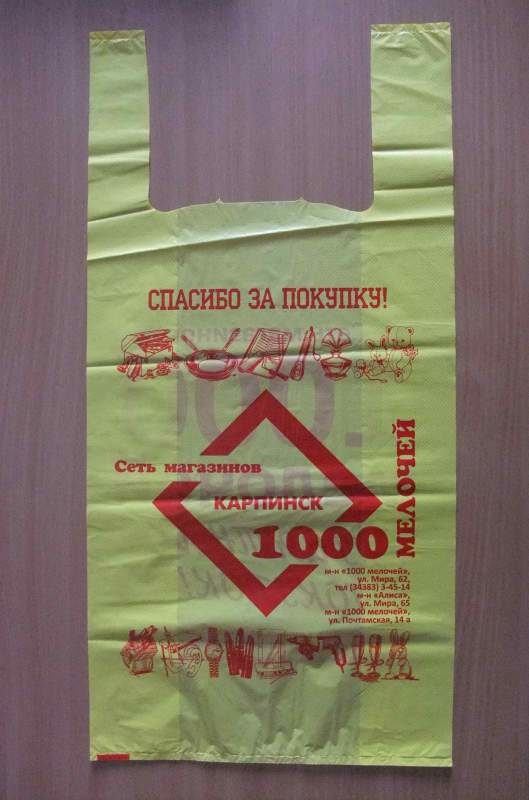 СПАСИБО ЗА ПОКУПКУ!
Сеть магазинов
КАРПИНСК
1000
МЕЛОЧЕЙ
м-н «1000 мелочей»,
ул. Мира, 62,
тел (34383) 3-45-14
м-н «Алиса»,
ул. Мира, 65
м-н «1000 мелочей»,
ул. Почтамская, 14 а